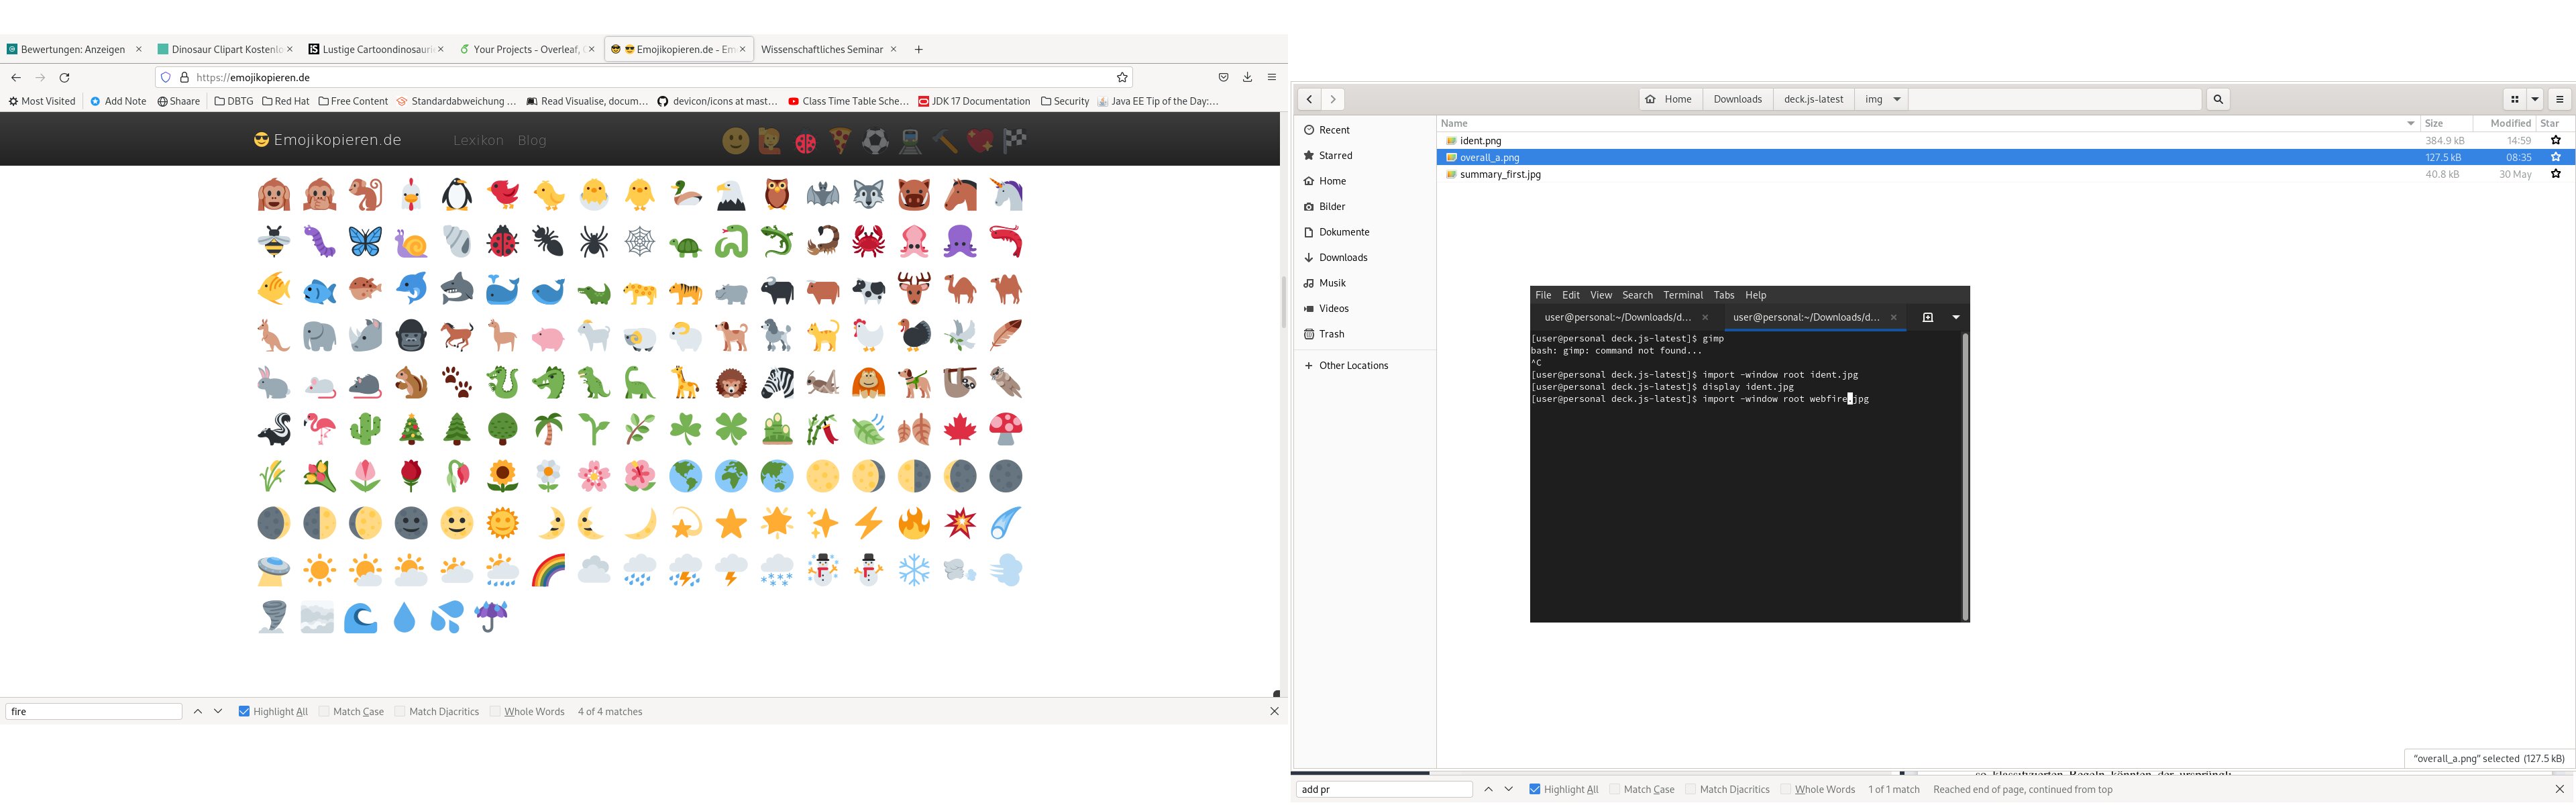 Bewertungen: Anzeigen
Dinosaur Clipart Kostenlo
iS Lustige Cartoondinosauri
Your Projects - Overleaf,
Emojikopieren.de - Em
Wissenschaftliches Seminar
https://emojikopieren.de
Most Visited Add Note Shaare DBTG Red Hat Free Content Standardabweichung ... Read Visualise, docum... devicon/icons at mast... Class Time Table Sche... JDK 17 Documentation Security Java EE Tip of the Day:...
Emojikopieren.de Lexikon Blog
fire Highlight All Match Case Match Diacritics Whole Words 4 of 4 matches
Home Downloads deck.js-latest img
Recent
Starred
Home
Bilder
Dokumente
Downloads
Musik
Videos
Trash
Other Locations
Name Size Modified Star
ident.png 384.9 kB 14:59
overall_a.png 127.5 kB 08:35
summary_first.jpg 40.8 kB 30 May
File Edit View Search Terminal Tabs Help
user@personal:~/Downloads/d... user@personal:~/Downloads/d...
[user@personal deck.js-latest]$ gimp
bash: gimp: command not found...
^C
[user@personal deck.js-latest]$ import -window root ident.jpg
[user@personal deck.js-latest]$ display ident.jpg
[user@personal deck.js-latest]$ import -window root webfire.jpg
"overall_a.png" selected (127.5 kB)
add pr Highlight All Match Case Match Diacritics Whole Words 1 of 1 match Reached end of page, continued from top